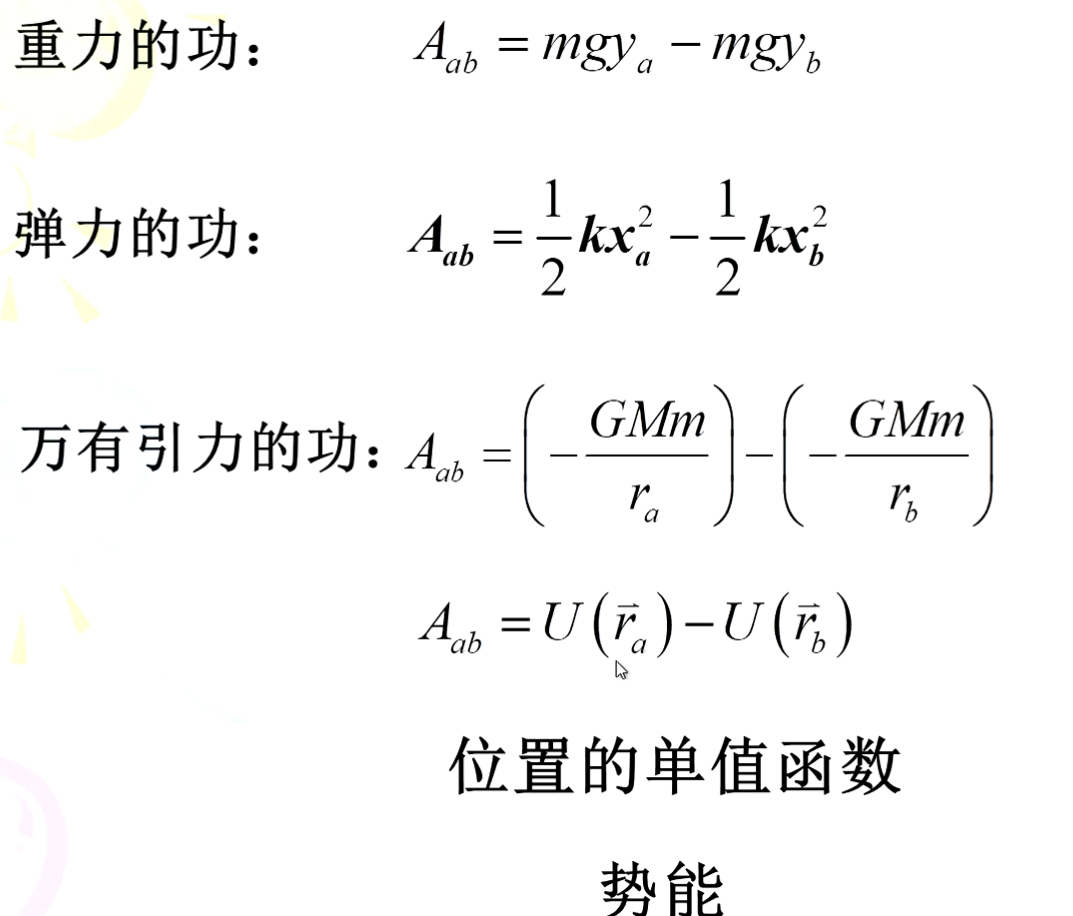 重力的功： $A_{ab} = mgy_a - mgy_b$
弹力的功： $A_{ab} = \frac{1}{2}kx_a^2 - \frac{1}{2}kx_b^2$
万有引力的功： $A_{ab} = \left(-\frac{GMm}{r_a}\right) - \left(-\frac{GMm}{r_b}\right)$
$A_{ab} = U(\vec{r}_a) - U(\vec{r}_b)$
位置的单值函数
势能